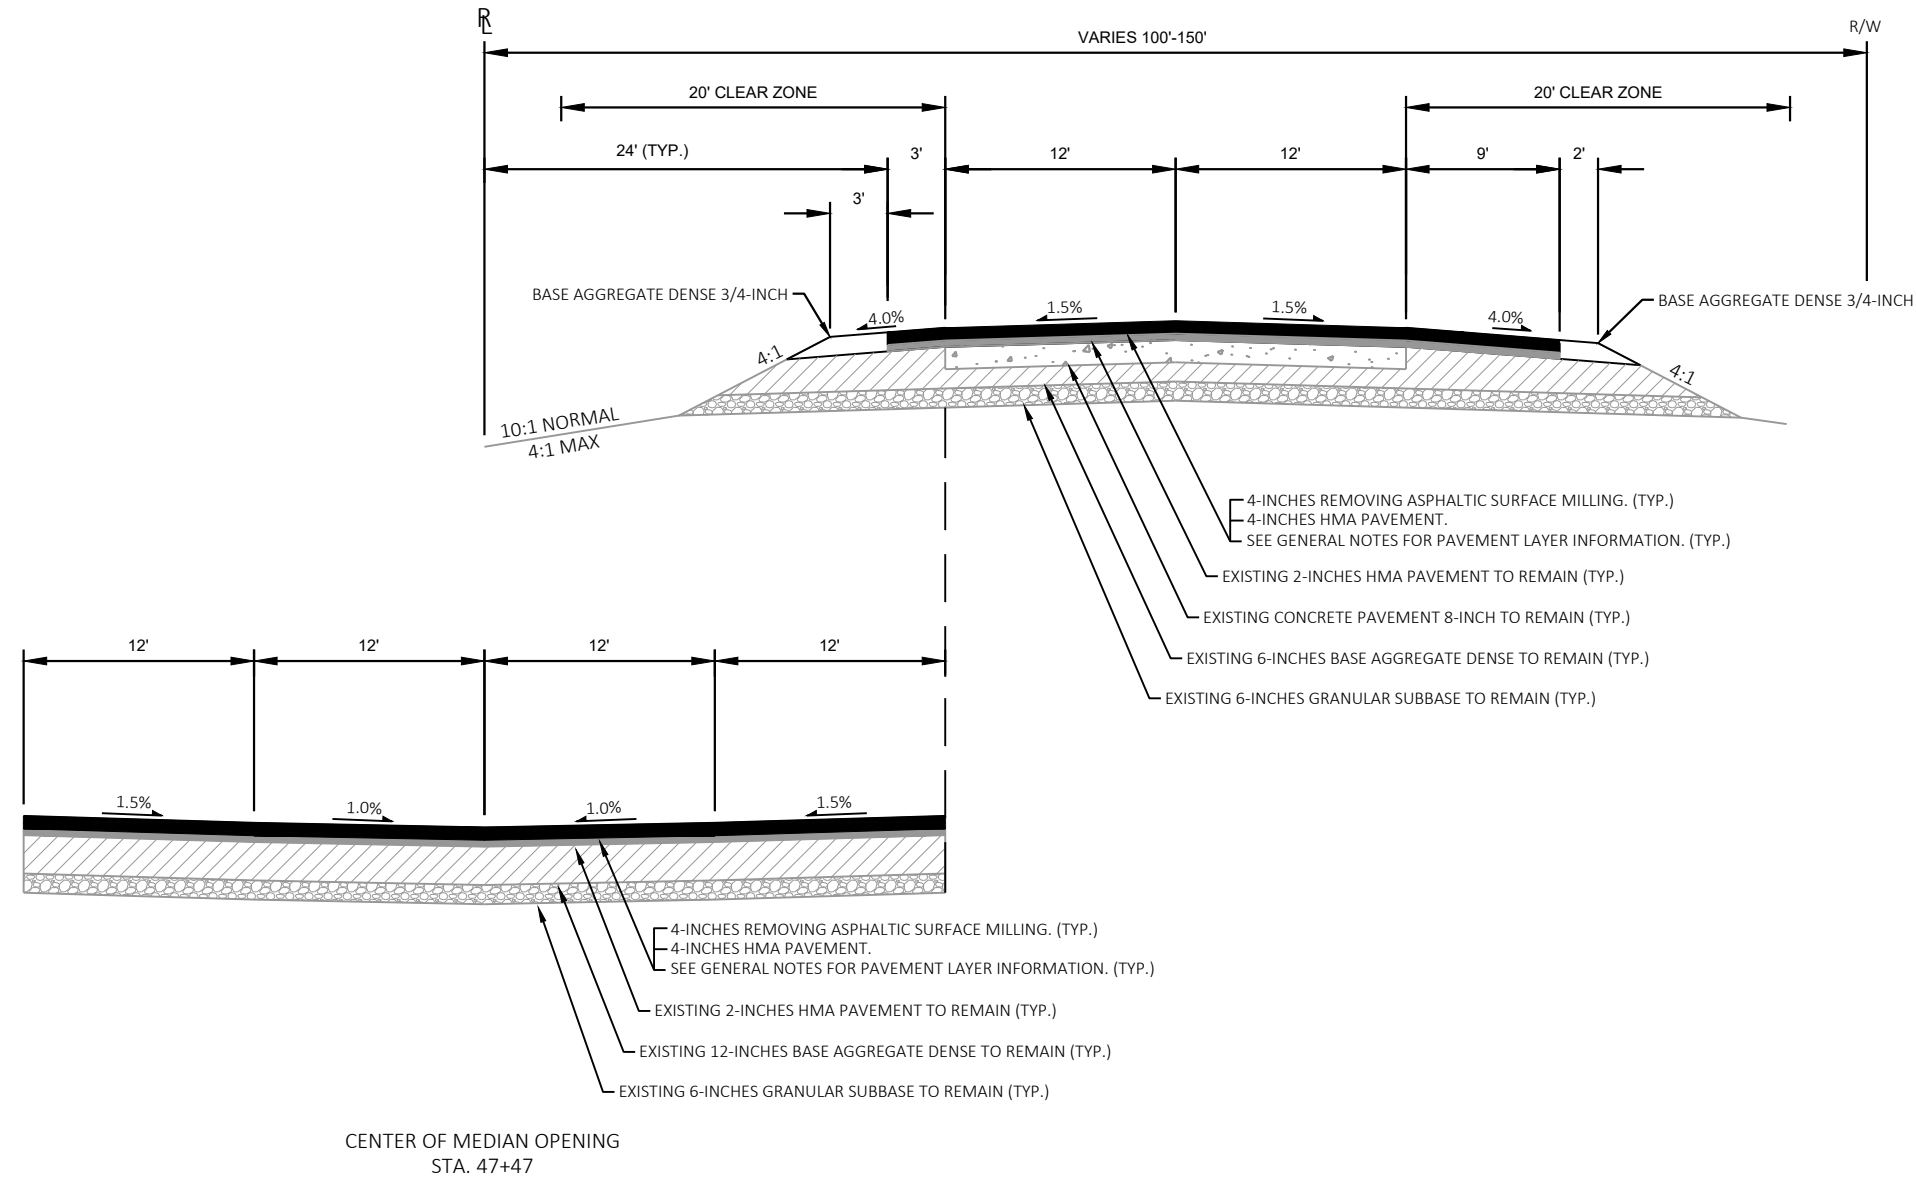 R/L
R/W
VARIES 100'-150'
20' CLEAR ZONE
20' CLEAR ZONE
24' (TYP.)
3'
12'
12'
9'
2'
3'
BASE AGGREGATE DENSE 3/4-INCH
BASE AGGREGATE DENSE 3/4-INCH
4.0%
1.5%
1.5%
4.0%
4:1
4:1
10:1 NORMAL
4:1 MAX
4-INCHES REMOVING ASPHALTIC SURFACE MILLING. (TYP.)
4-INCHES HMA PAVEMENT.
SEE GENERAL NOTES FOR PAVEMENT LAYER INFORMATION. (TYP.)
EXISTING 2-INCHES HMA PAVEMENT TO REMAIN (TYP.)
EXISTING CONCRETE PAVEMENT 8-INCH TO REMAIN (TYP.)
EXISTING 6-INCHES BASE AGGREGATE DENSE TO REMAIN (TYP.)
EXISTING 6-INCHES GRANULAR SUBBASE TO REMAIN (TYP.)
12'
12'
12'
12'
1.5%
1.0%
1.0%
1.5%
4-INCHES REMOVING ASPHALTIC SURFACE MILLING. (TYP.)
4-INCHES HMA PAVEMENT.
SEE GENERAL NOTES FOR PAVEMENT LAYER INFORMATION. (TYP.)
EXISTING 2-INCHES HMA PAVEMENT TO REMAIN (TYP.)
EXISTING 12-INCHES BASE AGGREGATE DENSE TO REMAIN (TYP.)
EXISTING 6-INCHES GRANULAR SUBBASE TO REMAIN (TYP.)
CENTER OF MEDIAN OPENING
STA. 47+47